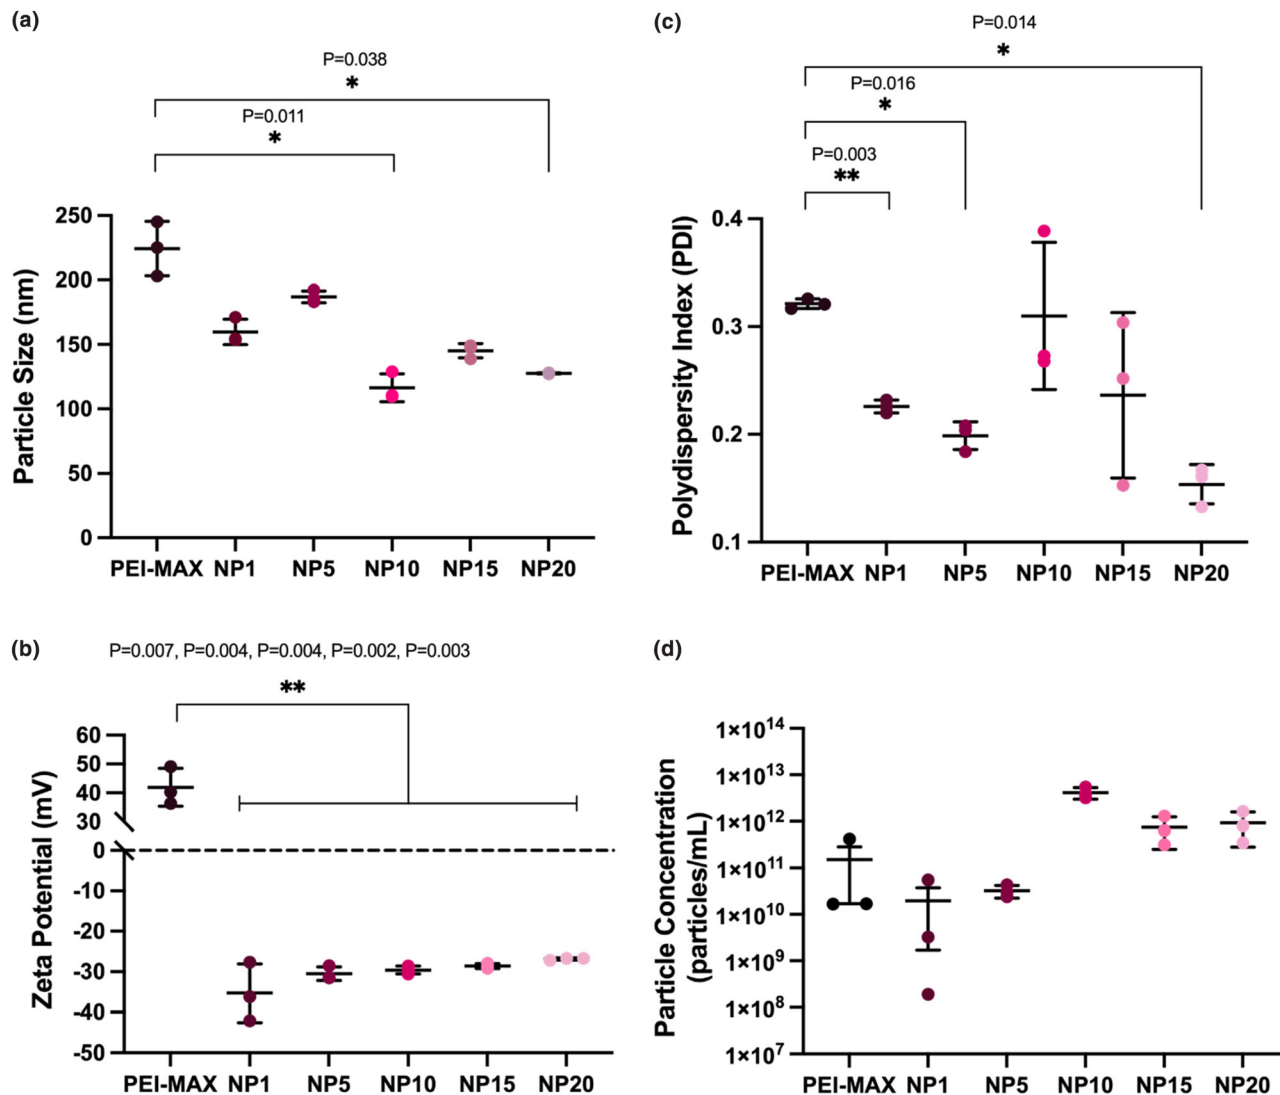 (a)
P=0.038
*
P=0.011
*
250
200
150
100
50
0
Particle Size (nm)
PEI-MAX NP1 NP5 NP10 NP15 NP20
(c)
P=0.014
*
P=0.016
*
P=0.003
**
0.4
0.3
0.2
0.1
Polydispersity Index (PDI)
PEI-MAX NP1 NP5 NP10 NP15 NP20
(b)
P=0.007, P=0.004, P=0.004, P=0.002, P=0.003
**
60
50
40
30
0
-10
-20
-30
-40
-50
Zeta Potential (mV)
PEI-MAX NP1 NP5 NP10 NP15 NP20
(d)
1×10¹⁴
1×10¹³
1×10¹²
1×10¹¹
1×10¹⁰
1×10⁹
1×10⁸
1×10⁷
Particle Concentration
(particles/mL)
PEI-MAX NP1 NP5 NP10 NP15 NP20